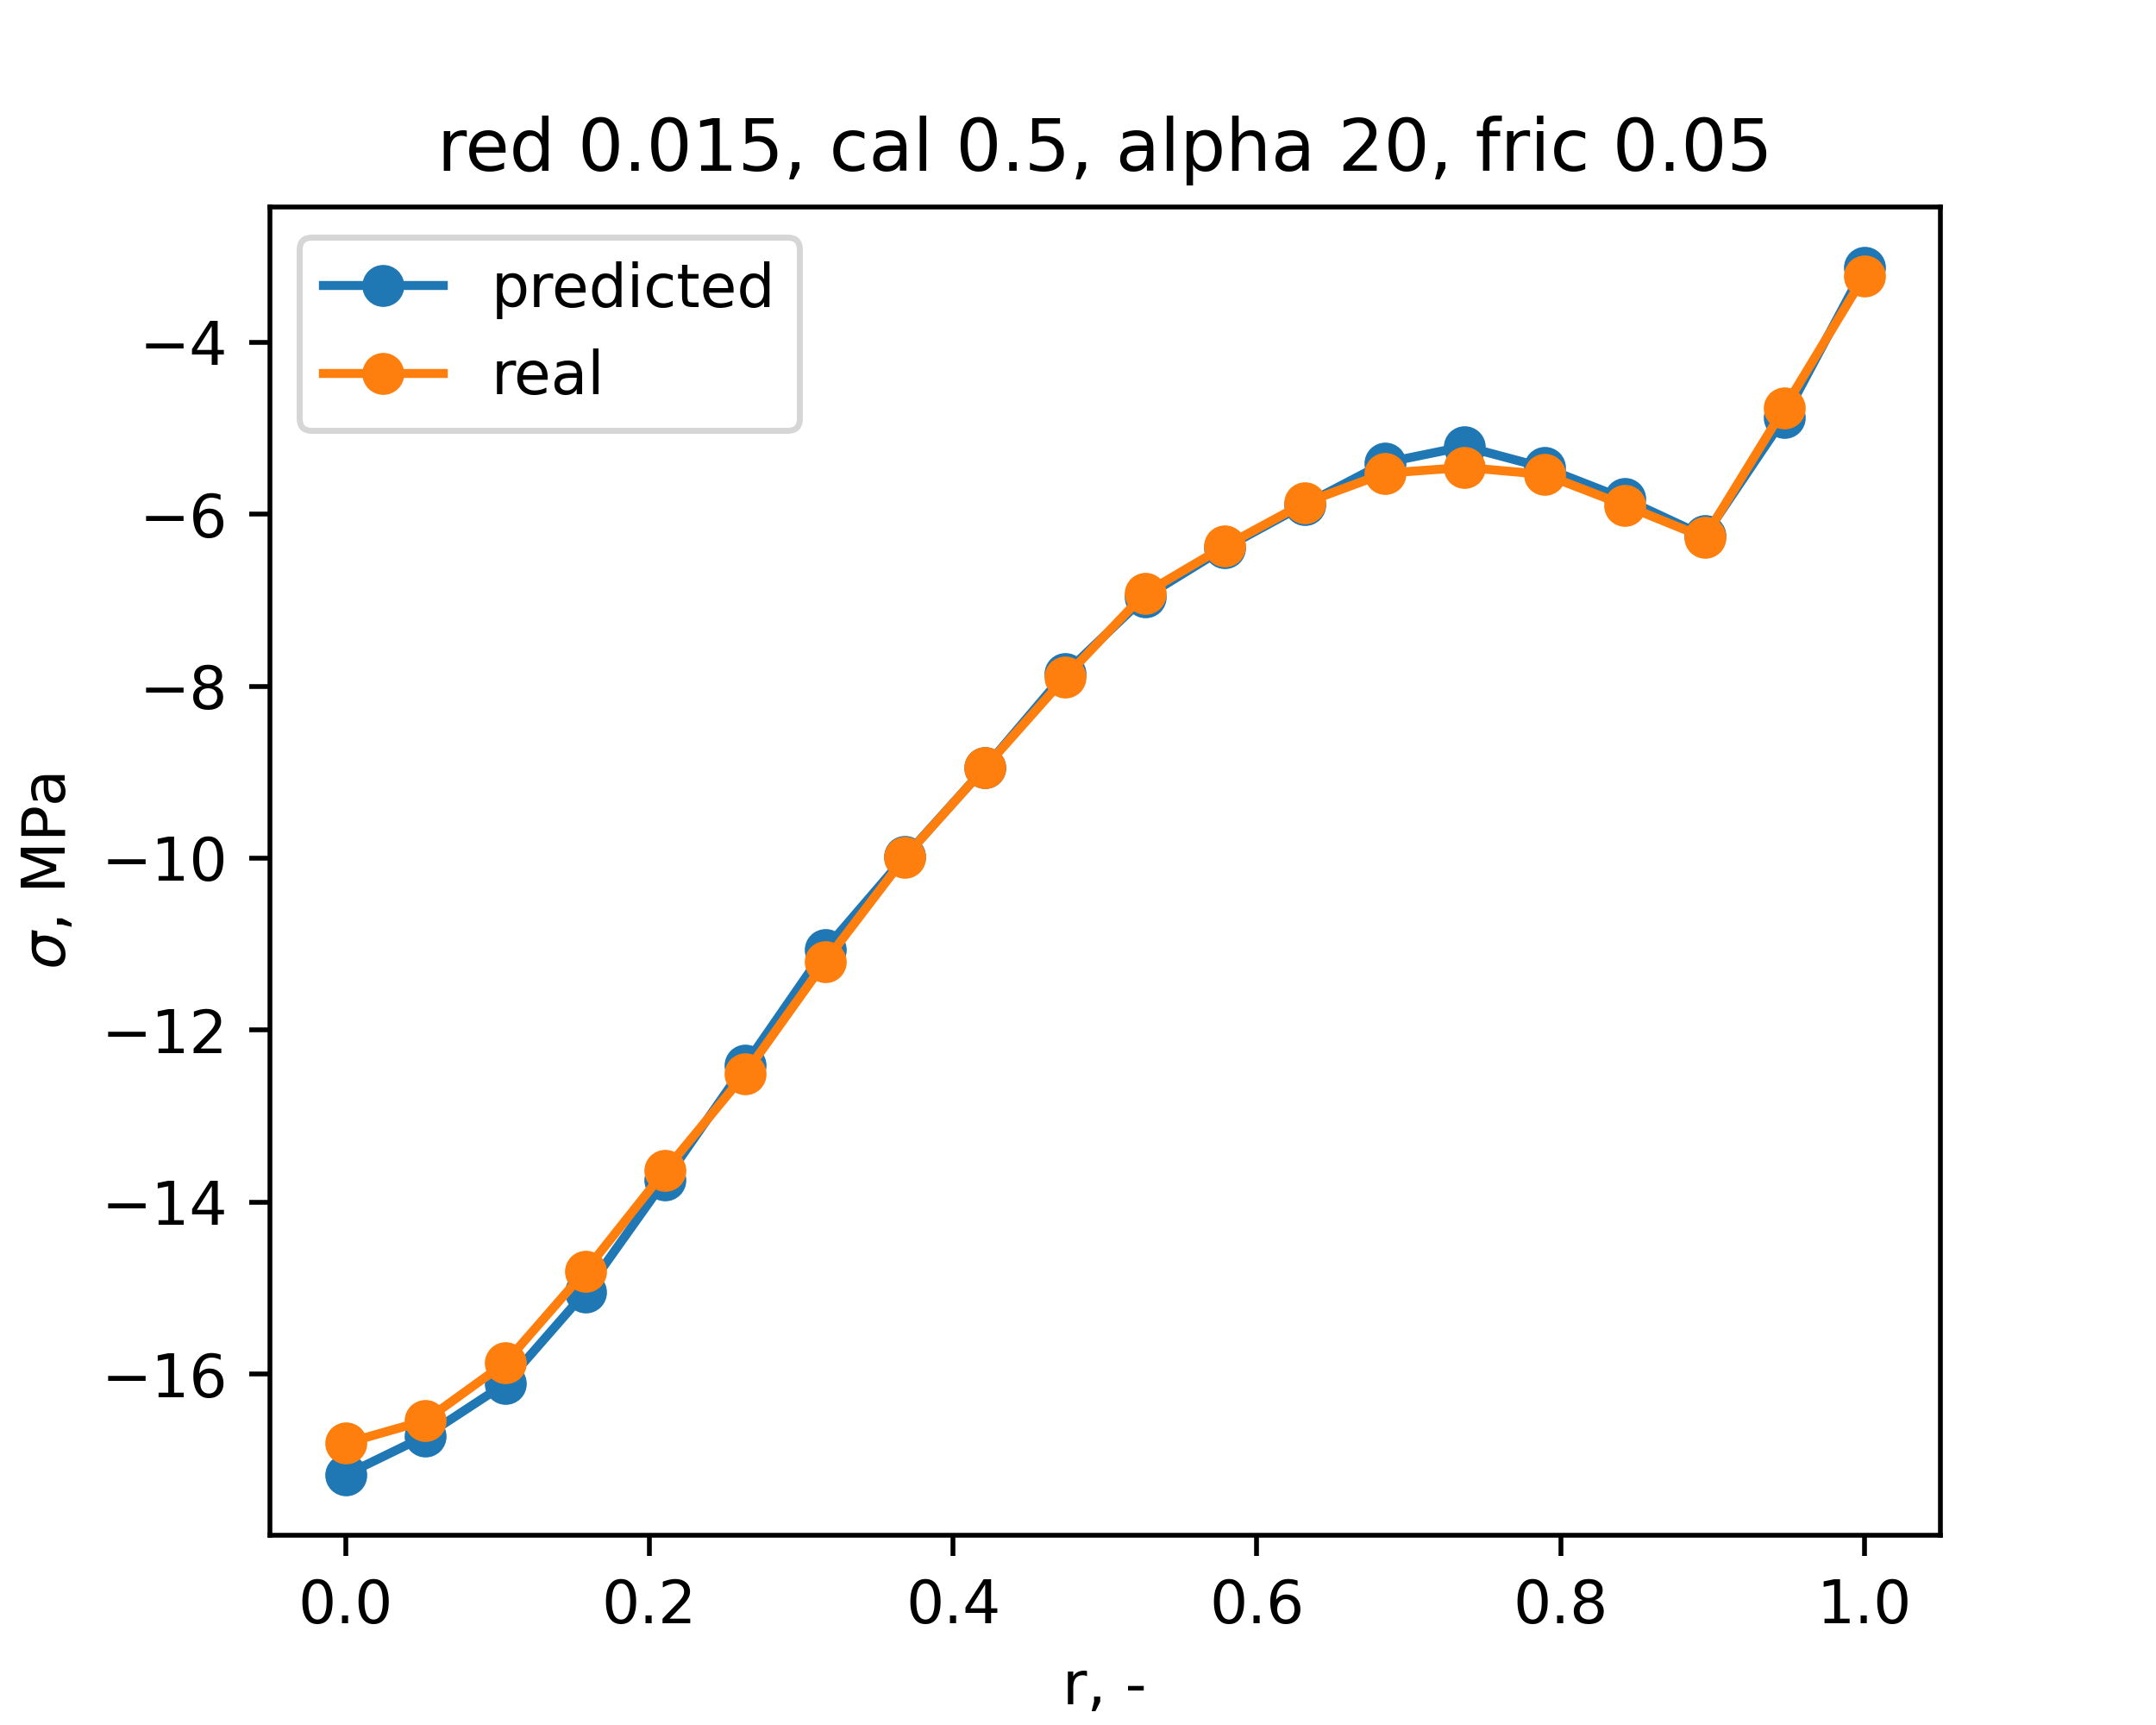 red 0.015, cal 0.5, alpha 20, fric 0.05
predicted
real
−4
−6
−8
−10
−12
−14
−16
σ, MPa
0.0 0.2 0.4 0.6 0.8 1.0
r, -